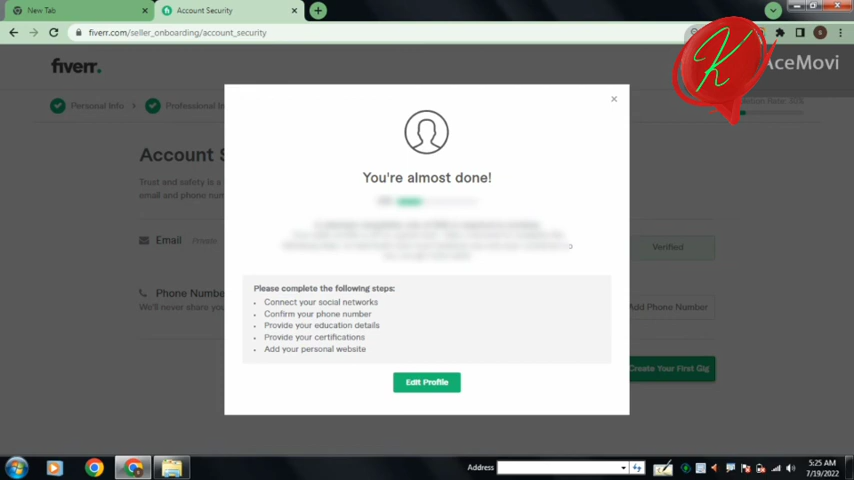 New Tab
Account Security
fiverr.com/seller_onboarding/account_security
K
AceMovi
fiverr.
Personal Info
Professional In
Account S
Trust and safety is a
email and phone num
You're almost done!
Email Private
Verified
Phone Numbe
We'll never share you
Add Phone Number
Please complete the following steps:
Connect your social networks
Confirm your phone number
Provide your education details
Provide your certifications
Add your personal website
Create Your First Gig
Edit Profile
Address
5:25 AM
7/19/2022